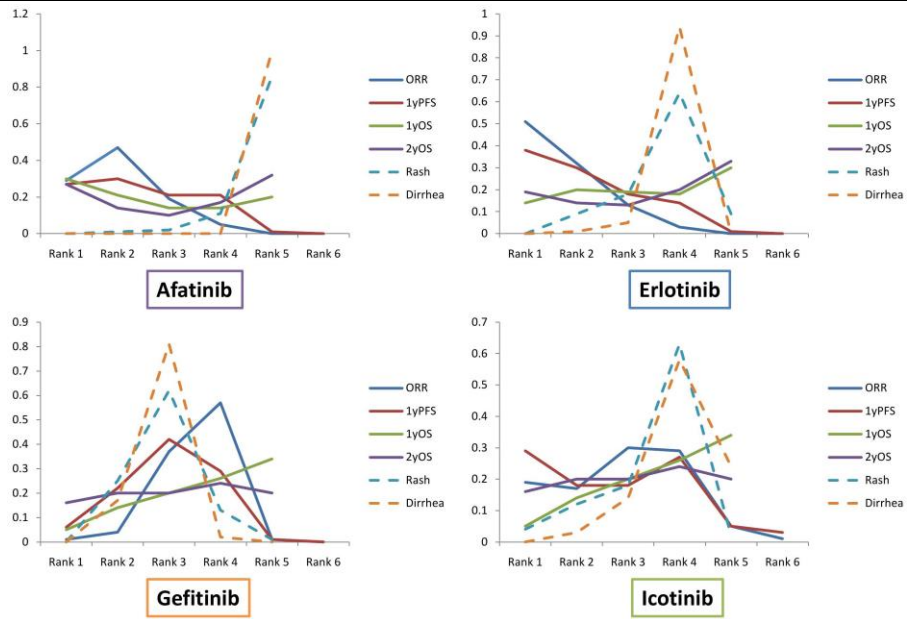 1.2
1
0.8
0.6
0.4
0.2
0
Rank 1 Rank 2 Rank 3 Rank 4 Rank 5 Rank 6
ORR
1yPFS
1yOS
2yOS
Rash
Dirrhea
Afatinib
1
0.9
0.8
0.7
0.6
0.5
0.4
0.3
0.2
0.1
0
Rank 1 Rank 2 Rank 3 Rank 4 Rank 5 Rank 6
ORR
1yPFS
1yOS
2yOS
Rash
Dirrhea
Erlotinib
0.9
0.8
0.7
0.6
0.5
0.4
0.3
0.2
0.1
0
Rank 1 Rank 2 Rank 3 Rank 4 Rank 5 Rank 6
ORR
1yPFS
1yOS
2yOS
Rash
Dirrhea
Gefitinib
0.7
0.6
0.5
0.4
0.3
0.2
0.1
0
Rank 1 Rank 2 Rank 3 Rank 4 Rank 5 Rank 6
ORR
1yPFS
1yOS
2yOS
Rash
Dirrhea
Icotinib